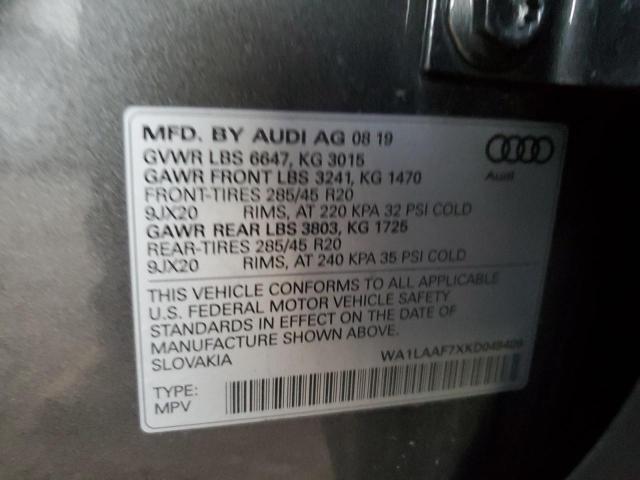 MFD. BY AUDI AG 08 19
GVWR LBS 6647, KG 3015
GAWR FRONT LBS 3241, KG 1470
FRONT-TIRES 285/45 R20
9JX20 RIMS, AT 220 KPA 32 PSI COLD
GAWR REAR LBS 3803, KG 1725
REAR-TIRES 285/45 R20
9JX20 RIMS, AT 240 KPA 35 PSI COLD
Audi
THIS VEHICLE CONFORMS TO ALL APPLICABLE
U.S. FEDERAL MOTOR VEHICLE SAFETY
STANDARDS IN EFFECT ON THE DATE OF
MANUFACTURE SHOWN ABOVE.
SLOVAKIA
TYPE:
MPV